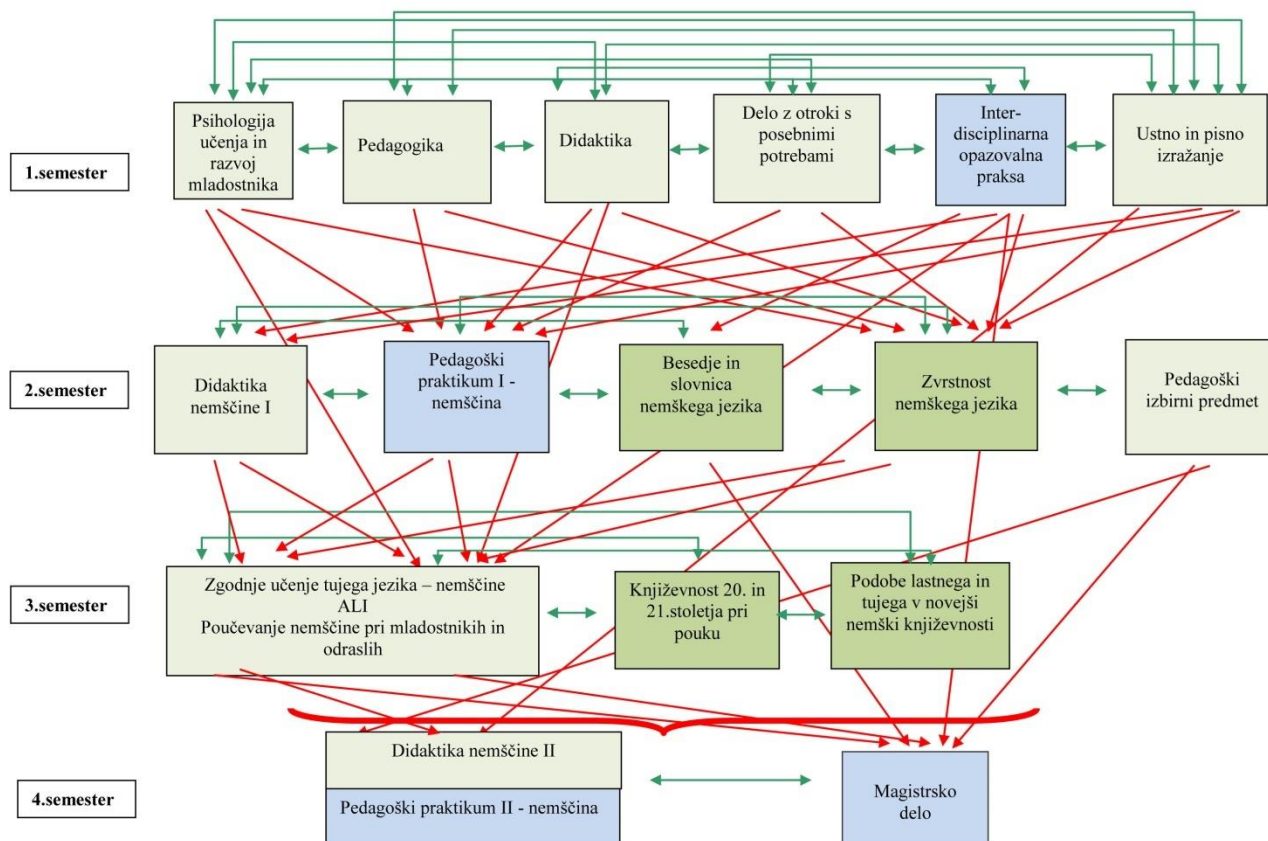 1.semester
Psihologija
učenja in
razvoj
mladostnika
Pedagogika
Didaktika
Delo z otroki s
posebnimi
potrebami
Inter-
disciplinarna
opazovalna
praksa
Ustno in pisno
izražanje
2.semester
Didaktika
nemščine I
Pedagoški
praktikum I -
nemščina
Besedje in
slovnica
nemškega jezika
Zvrstnost
nemškega jezika
Pedagoški
izbirni predmet
3.semester
Zgodnje učenje tujega jezika – nemščine
ALI
Poučevanje nemščine pri mladostnikih in
odraslih
Književnost 20. in
21.stoletja pri
pouku
Podobe lastnega in
tujega v novejši
nemški književnosti
4.semester
Didaktika nemščine II
Pedagoški praktikum II - nemščina
Magistrsko
delo